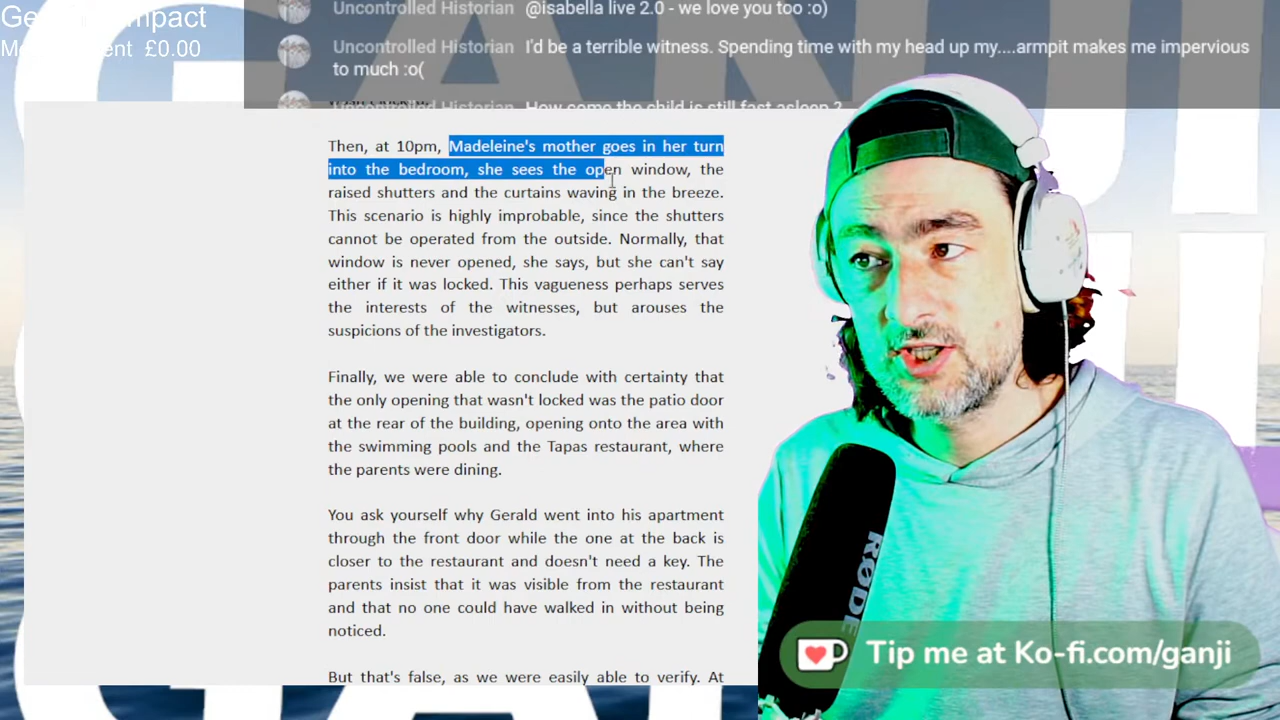 Uncontrolled Historian @isabella live 2.0 - we love you too :o)
Uncontrolled Historian I'd be a terrible witness. Spending time with my head up my....armpit makes me impervious
to much :o(
Uncontrolled Historian How come the child is still fast asleep ?
£0.00
Then, at 10pm, Madeleine's mother goes in her turn
into the bedroom, she sees the open window, the
raised shutters and the curtains waving in the breeze.
This scenario is highly improbable, since the shutters
cannot be operated from the outside. Normally, that
window is never opened, she says, but she can't say
either if it was locked. This vagueness perhaps serves
the interests of the witnesses, but arouses the
suspicions of the investigators.
Finally, we were able to conclude with certainty that
the only opening that wasn't locked was the patio door
at the rear of the building, opening onto the area with
the swimming pools and the Tapas restaurant, where
the parents were dining.
You ask yourself why Gerald went into his apartment
through the front door while the one at the back is
closer to the restaurant and doesn't need a key. The
parents insist that it was visible from the restaurant
and that no one could have walked in without being
noticed.
But that's false, as we were easily able to verify. At
RØDE
Tip me at Ko-fi.com/ganji